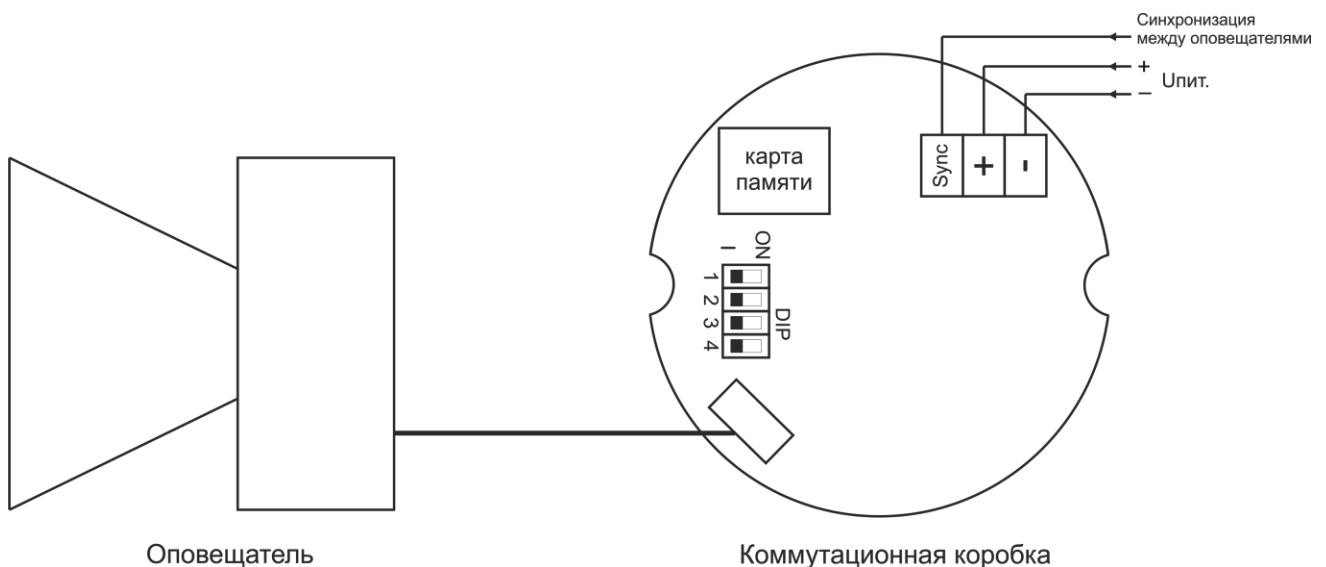 Синхронизация
между оповещателями
+
Uпит.
−
Sync
+
-
карта
памяти
I ON
1
2
3
4
DIP
Оповещатель
Коммутационная коробка